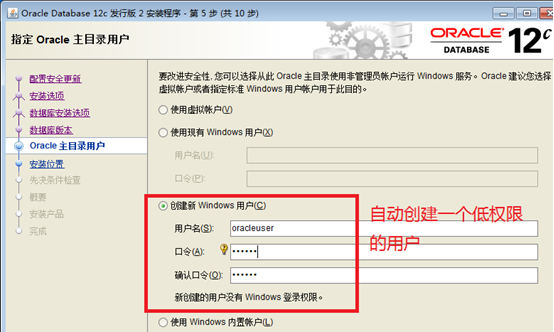 Oracle Database 12c 发行版 2 安装程序 - 第 5 步 (共 10 步)
指定 Oracle 主目录用户
ORACLE
DATABASE
12c
配置安全更新
安装选项
数据库安装选项
数据库版本
Oracle 主目录用户
安装位置
先决条件检查
概要
安装产品
完成
要改进安全性, 您可以选择从此 Oracle 主目录使用非管理员帐户运行 Windows 服务。Oracle 建议您选择
虚拟帐户或者指定标准 Windows 用户帐户用于此目的。
使用虚拟帐户(V)
使用现有 Windows 用户(X)
用户名(U):
口令(P):
创建新 Windows 用户(C)
用户名(S): oracleuser
口令(A): ••••••
确认口令(O): ••••••
新创建的用户没有 Windows 登录权限。
自动创建一个低权限
的用户
使用 Windows 内置帐户(L)